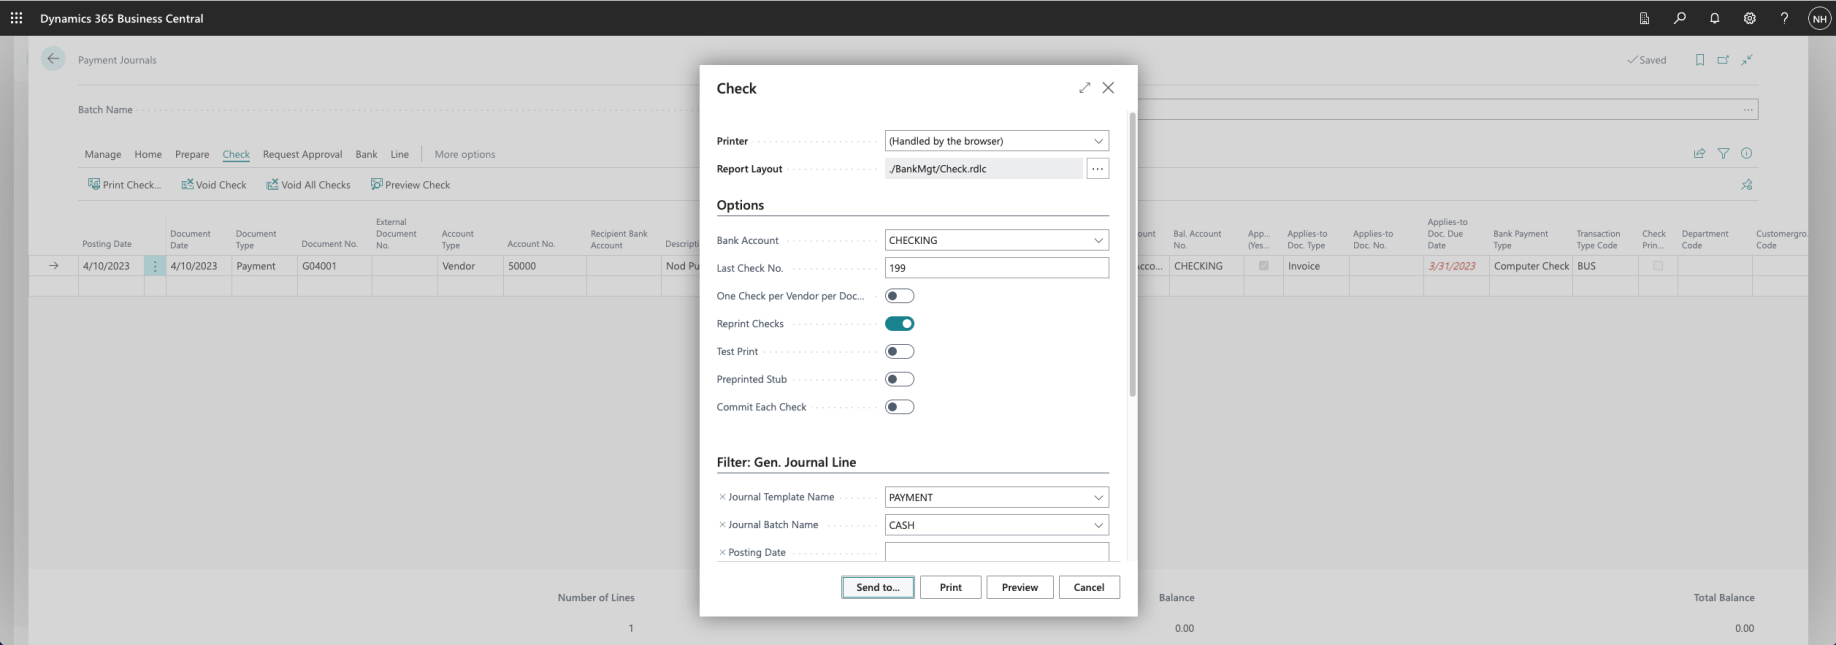 Dynamics 365 Business Central
NH
Payment Journals
Saved
Batch Name
Manage Home Prepare Check Request Approval Bank Line More options
Print Check... Void Check Void All Checks Preview Check
Posting Date
Document Date
Document Type
Document No.
External Document No.
Account Type
Account No.
Recipient Bank Account
Descripti
ount
Bal. Account No.
App... (Yes...
Applies-to Doc. Type
Applies-to Doc. No.
Applies-to Doc. Due Date
Bank Payment Type
Transaction Type Code
Check Prin...
Department Code
Customergro. Code
4/10/2023 4/10/2023 Payment G04001 Vendor 50000 Nod Pu
cco... CHECKING Invoice 3/31/2023 Computer Check BUS
Check
Printer (Handled by the browser)
Report Layout ./BankMgt/Check.rdlc ...
Options
Bank Account CHECKING
Last Check No. 199
One Check per Vendor per Doc...
Reprint Checks
Test Print
Preprinted Stub
Commit Each Check
Filter: Gen. Journal Line
× Journal Template Name PAYMENT
× Journal Batch Name CASH
× Posting Date
Send to... Print Preview Cancel
Number of Lines Balance Total Balance
1 0.00 0.00